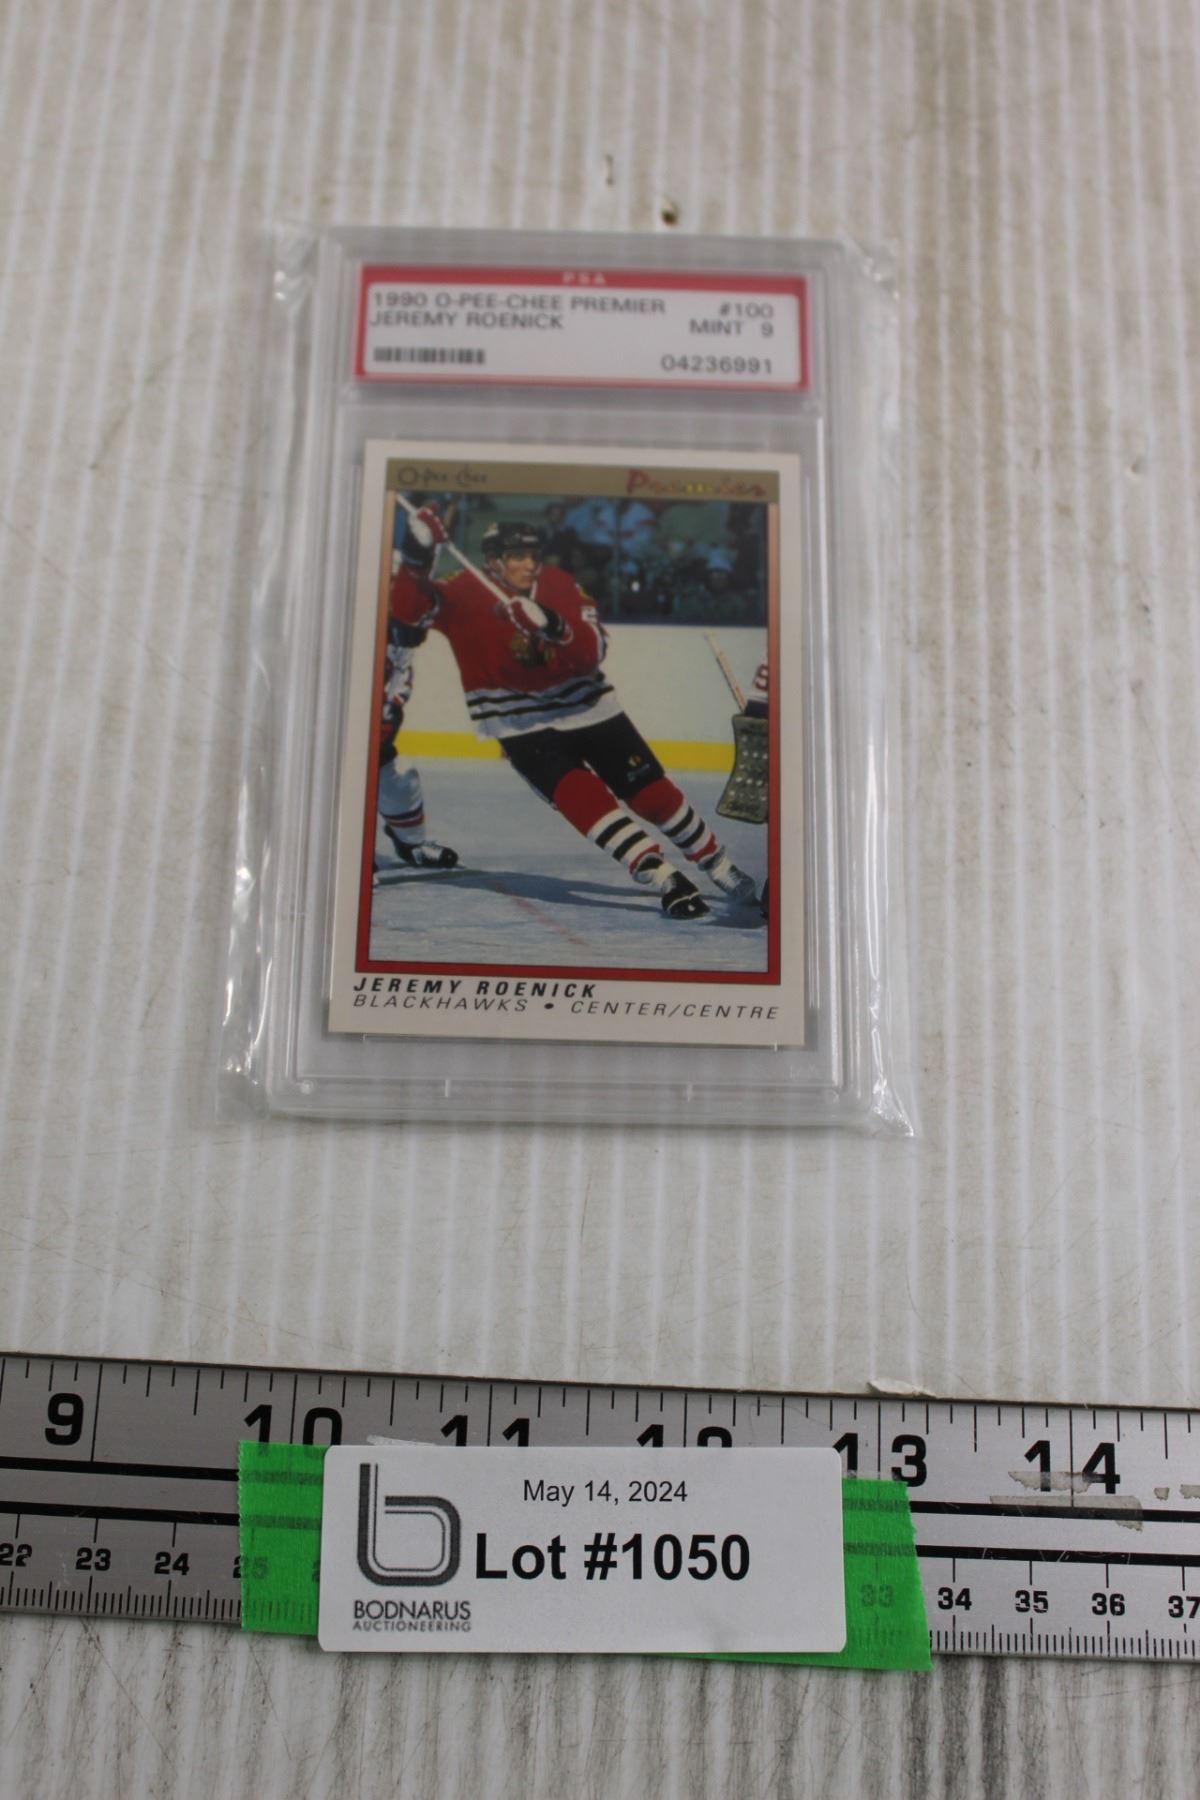 PSA
1990 O-PEE-CHEE PREMIER #100
JEREMY ROENICK MINT 9
04236991
O-Pee-Chee Premier
JEREMY ROENICK
BLACKHAWKS • CENTER/CENTRE
9 10 11 12 13 14
May 14, 2024
Lot #1050
BODNARUS
AUCTIONEERING
22 23 24 25 33 34 35 36 37